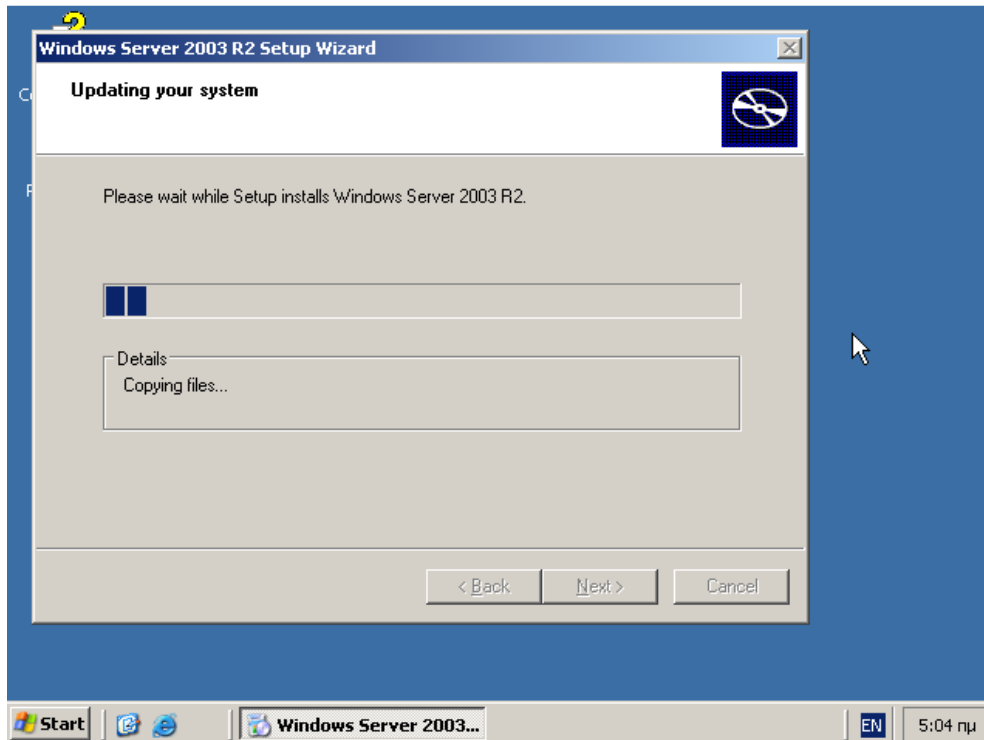 Windows Server 2003 R2 Setup Wizard
Updating your system
Please wait while Setup installs Windows Server 2003 R2.
Details
Copying files...
< Back Next > Cancel
Start Windows Server 2003... EN 5:04 πμ